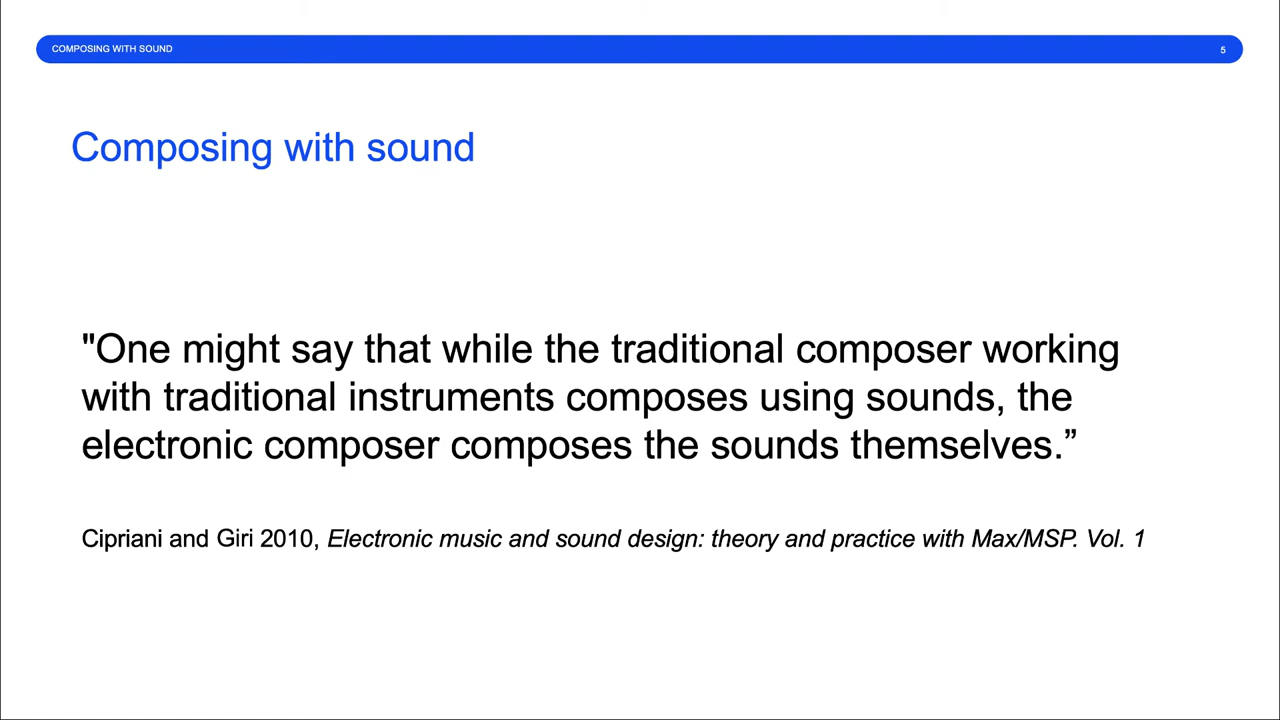 COMPOSING WITH SOUND 5
Composing with sound
"One might say that while the traditional composer working
with traditional instruments composes using sounds, the
electronic composer composes the sounds themselves.”
Cipriani and Giri 2010, Electronic music and sound design: theory and practice with Max/MSP. Vol. 1